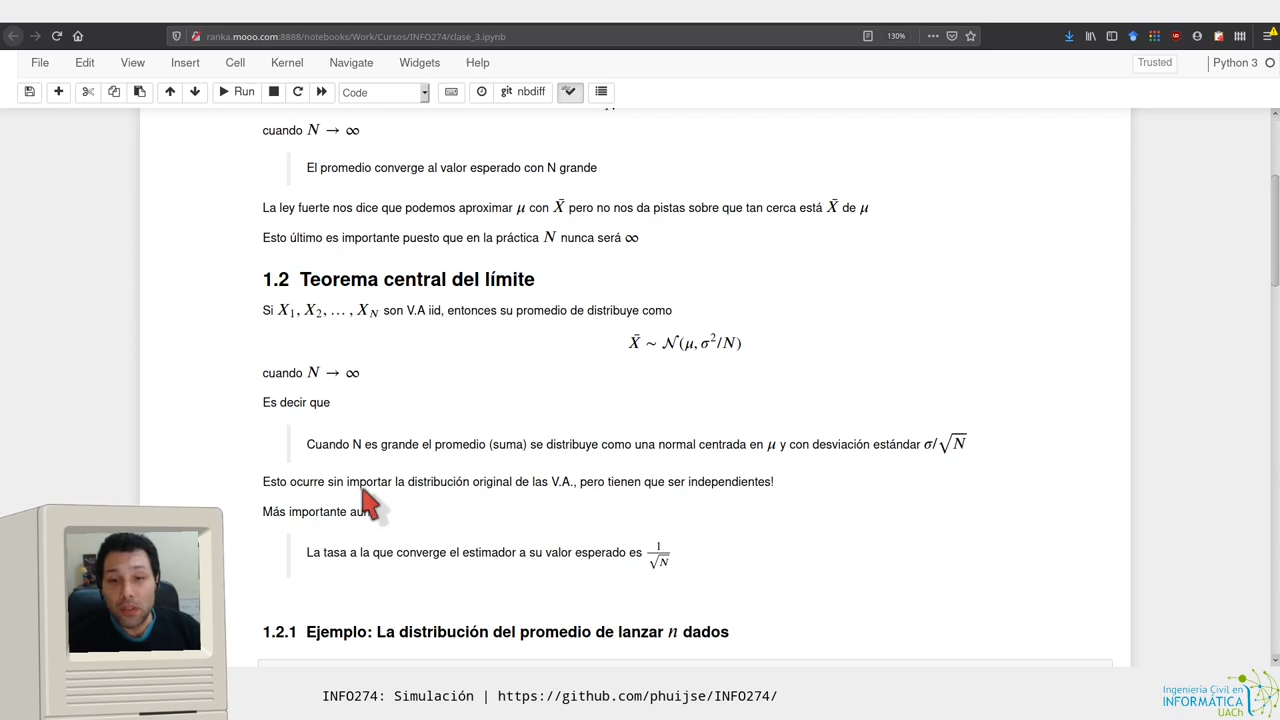 ranka.mooo.com:8888/notebooks/Work/Cursos/INFO274/clase_3.ipynb 130%
File Edit View Insert Cell Kernel Navigate Widgets Help Trusted Python 3
Run Code git nbdiff
cuando N → ∞
El promedio converge al valor esperado con N grande
La ley fuerte nos dice que podemos aproximar μ con X̄ pero no nos da pistas sobre que tan cerca está X̄ de μ
Esto último es importante puesto que en la práctica N nunca será ∞
1.2 Teorema central del límite
Si X₁, X₂, … , X_N son V.A iid, entonces su promedio de distribuye como
X̄ ∼ 𝒩(μ, σ²/N)
cuando N → ∞
Es decir que
Cuando N es grande el promedio (suma) se distribuye como una normal centrada en μ y con desviación estándar σ/√N
Esto ocurre sin importar la distribución original de las V.A., pero tienen que ser independientes!
Más importante aún
La tasa a la que converge el estimador a su valor esperado es 1/√N
1.2.1 Ejemplo: La distribución del promedio de lanzar n dados
INFO274: Simulación | https://github.com/phuijse/INFO274/
Ingeniería Civil en
INFORMÁTICA
UACh